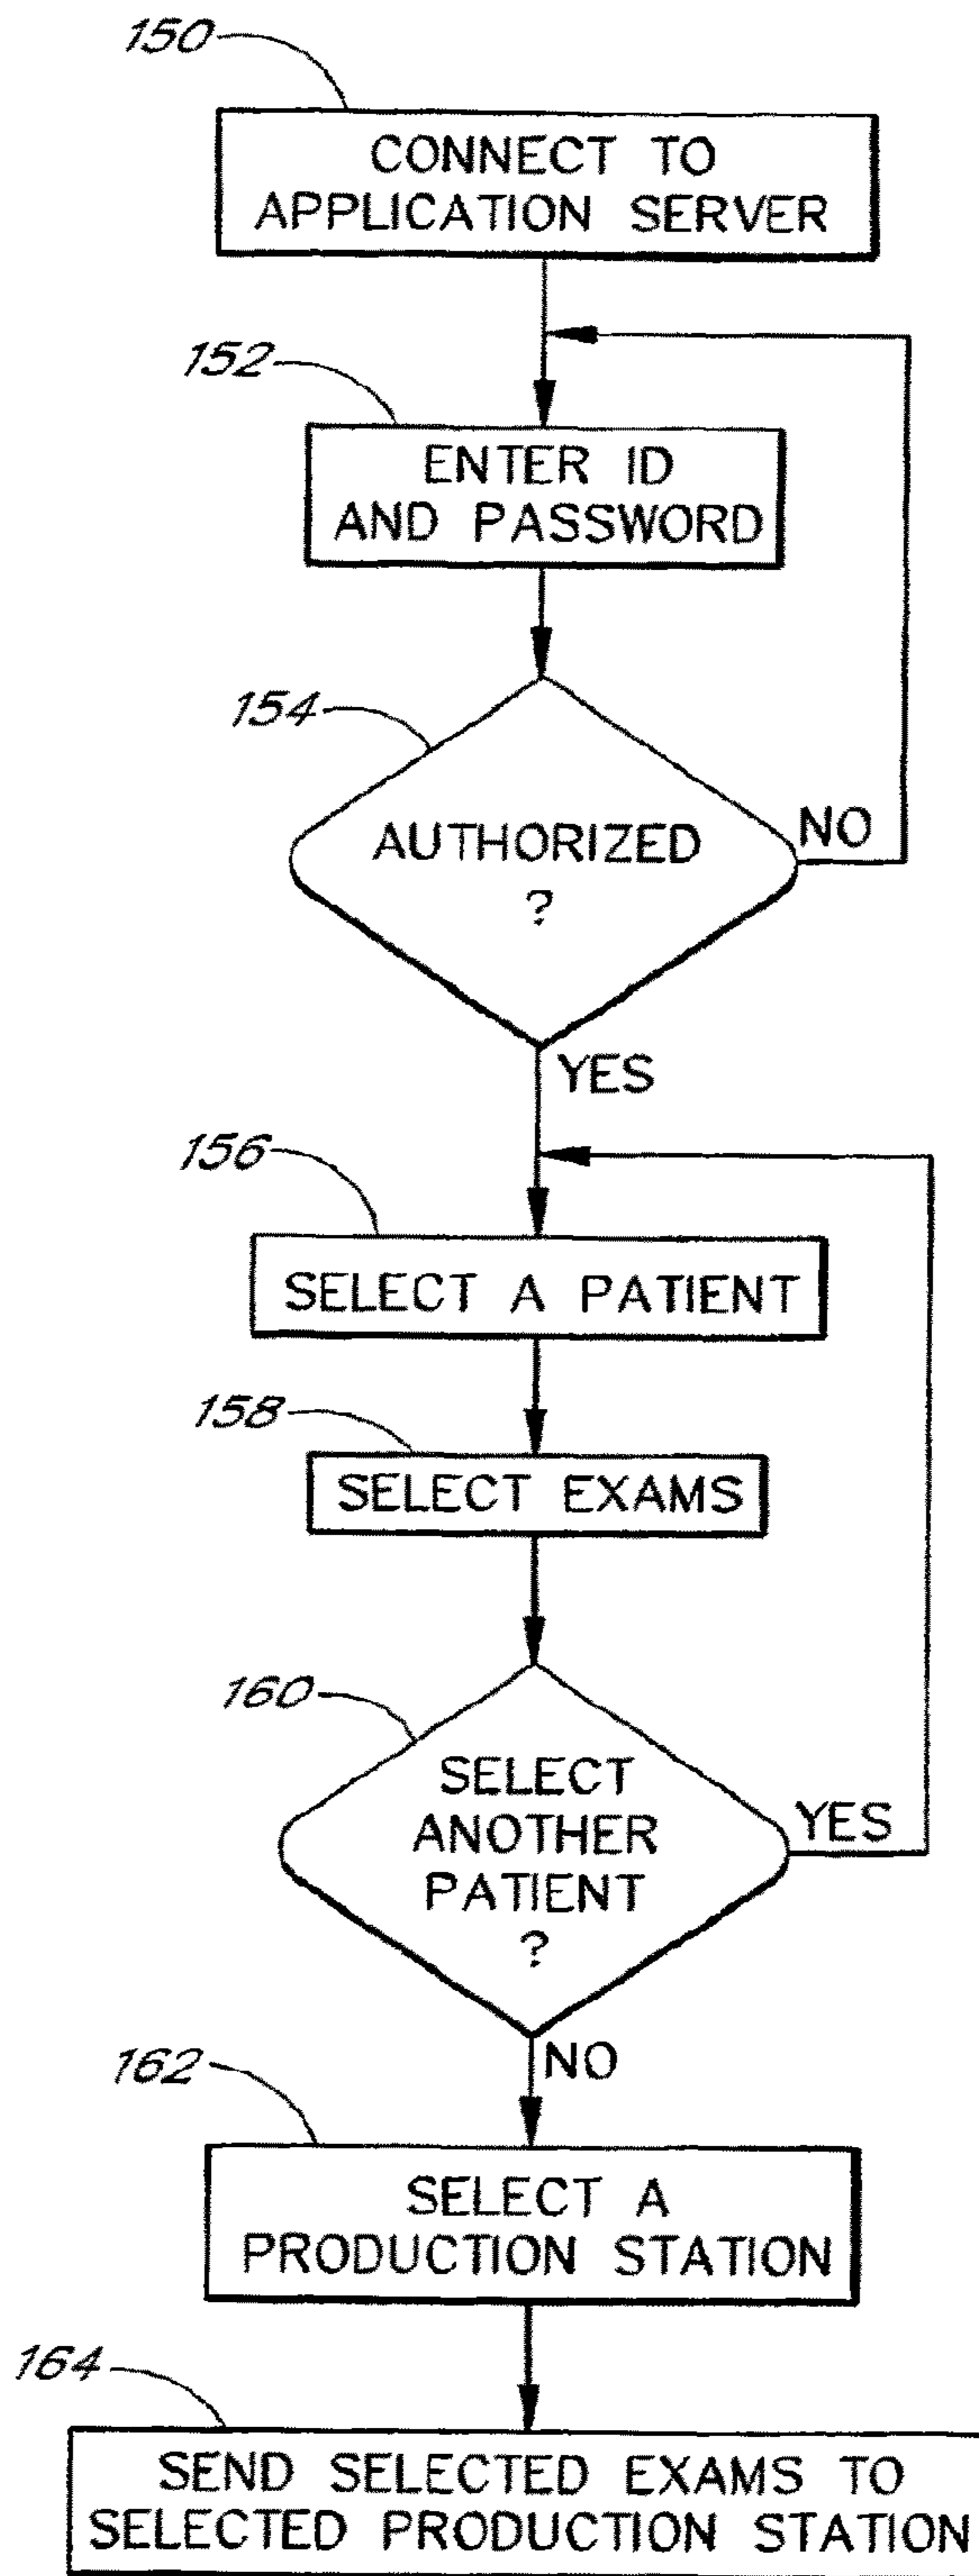 150
CONNECT TO
APPLICATION SERVER
152
ENTER ID
AND PASSWORD
154
AUTHORIZED
?
NO
YES
156
SELECT A PATIENT
158
SELECT EXAMS
160
SELECT
ANOTHER
PATIENT
?
YES
NO
162
SELECT A
PRODUCTION STATION
164
SEND SELECTED EXAMS TO
SELECTED PRODUCTION STATION